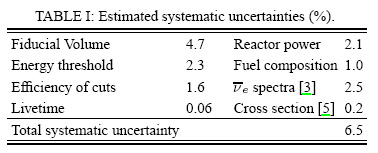 TABLE I: Estimated systematic uncertainties (%).
Fiducial Volume 4.7 Reactor power 2.1
Energy threshold 2.3 Fuel composition 1.0
Efficiency of cuts 1.6 ν̅e spectra [3] 2.5
Livetime 0.06 Cross section [5] 0.2
Total systematic uncertainty 6.5